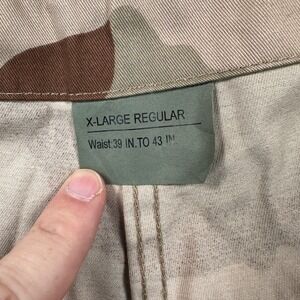 X-LARGE REGULAR
Waist:39 IN.TO 43 IN